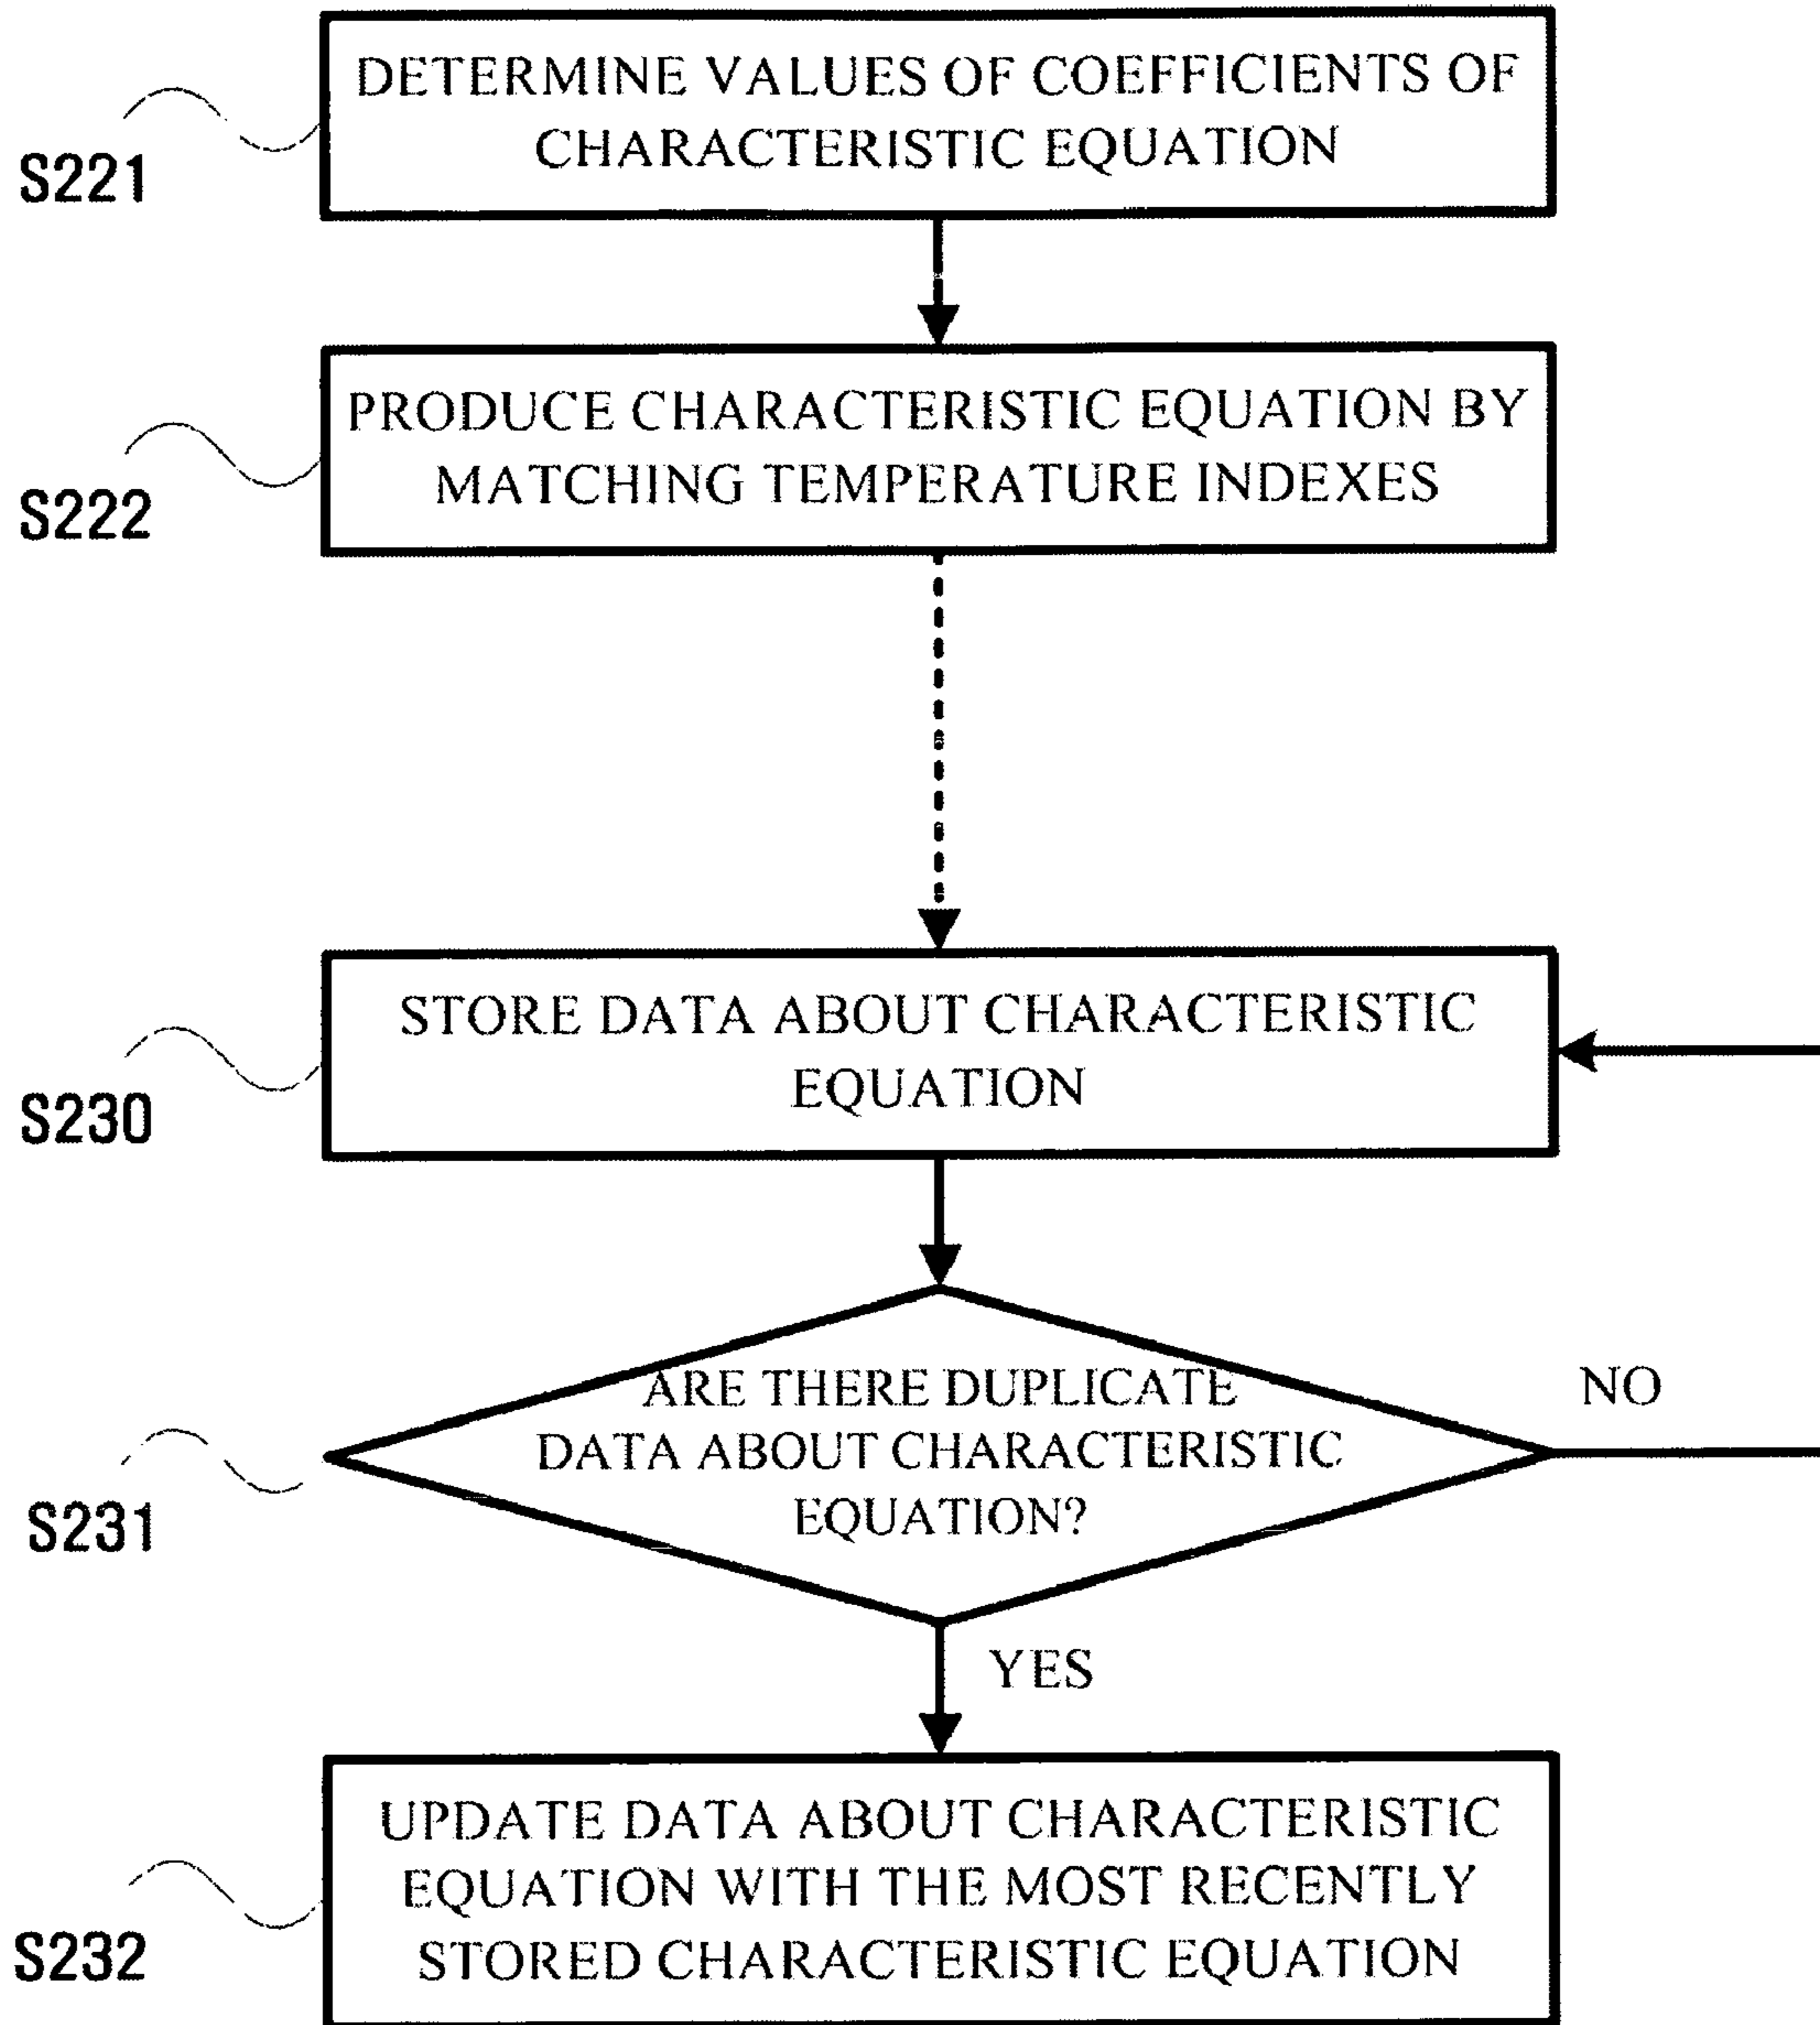 DETERMINE VALUES OF COEFFICIENTS OF
CHARACTERISTIC EQUATION
S221
PRODUCE CHARACTERISTIC EQUATION BY
MATCHING TEMPERATURE INDEXES
S222
STORE DATA ABOUT CHARACTERISTIC
EQUATION
S230
ARE THERE DUPLICATE
DATA ABOUT CHARACTERISTIC
EQUATION?
NO
S231
YES
UPDATE DATA ABOUT CHARACTERISTIC
EQUATION WITH THE MOST RECENTLY
STORED CHARACTERISTIC EQUATION
S232